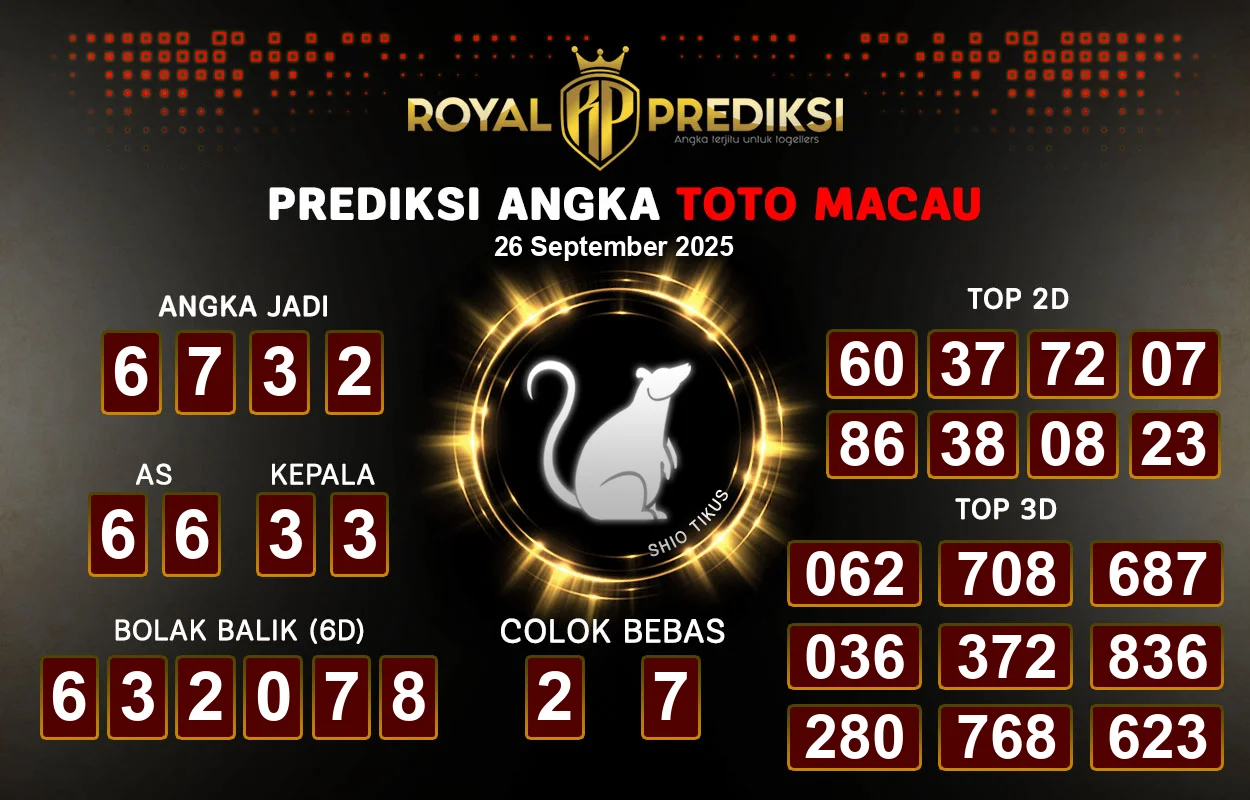 ROYAL RP PREDIKSI
Angka terjitu untuk togellers
PREDIKSI ANGKA TOTO MACAU
26 September 2025
ANGKA JADI
6 7 3 2
AS KEPALA
6 6 3 3
BOLAK BALIK (6D)
6 3 2 0 7 8
SHIO TIKUS
COLOK BEBAS
2 7
TOP 2D
60 37 72 07
86 38 08 23
TOP 3D
062 708 687
036 372 836
280 768 623